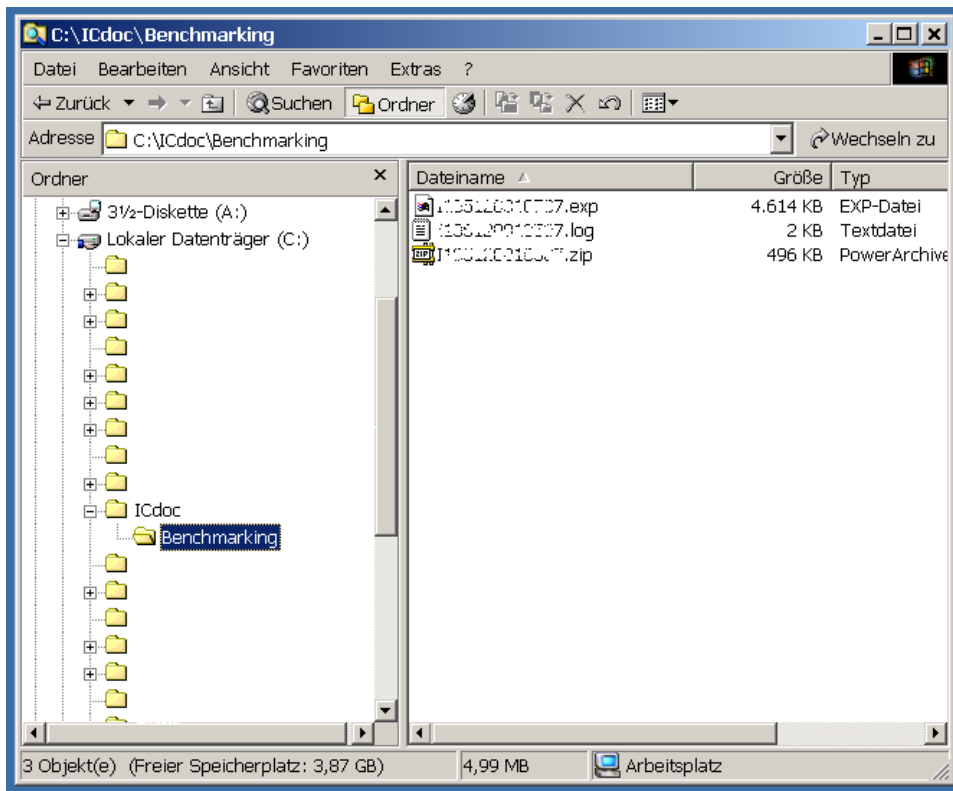 C:\ICdoc\Benchmarking
Datei Bearbeiten Ansicht Favoriten Extras ?
Zurück Suchen Ordner
Adresse C:\ICdoc\Benchmarking Wechseln zu
Ordner ×
Dateiname Größe Typ
3½-Diskette (A:)
Lokaler Datenträger (C:)
.exp 4.614 KB EXP-Datei
.log 2 KB Textdatei
.zip 496 KB PowerArchive
ICdoc
Benchmarking
3 Objekt(e) (Freier Speicherplatz: 3,87 GB) 4,99 MB Arbeitsplatz